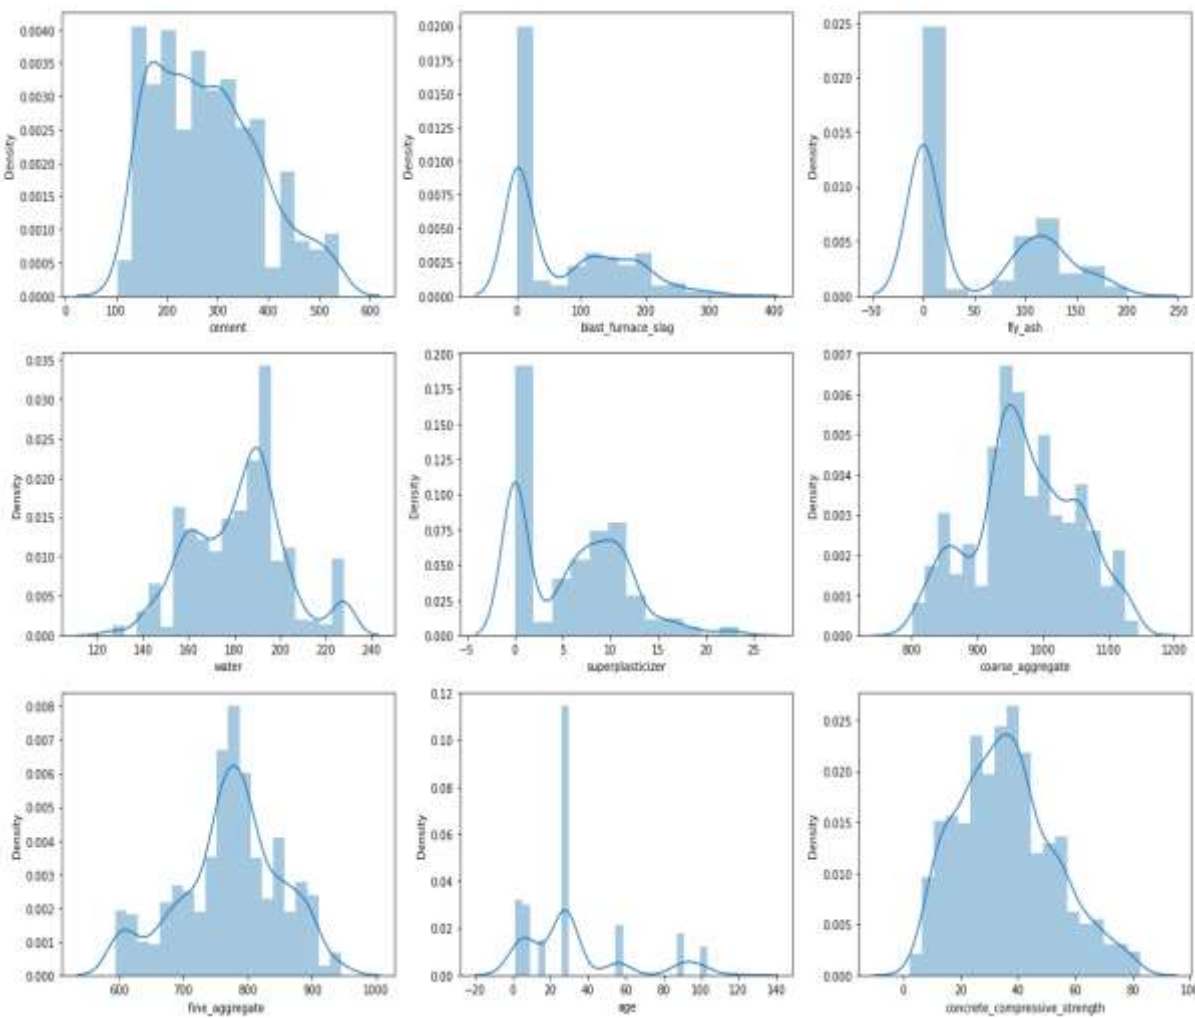 0.0040
0.0035
0.0030
0.0025
0.0020
0.0015
0.0010
0.0005
0.0000
Density
0 100 200 300 400 500 600
cement
0.0200
0.0175
0.0150
0.0125
0.0100
0.0075
0.0050
0.0025
0.0000
Density
0 100 200 300 400
blast_furnace_slag
0.025
0.020
0.015
0.010
0.005
0.000
Density
−50 0 50 100 150 200 250
fly_ash
0.035
0.030
0.025
0.020
0.015
0.010
0.005
0.000
Density
120 140 160 180 200 220 240
water
0.200
0.175
0.150
0.125
0.100
0.075
0.050
0.025
0.000
Density
−5 0 5 10 15 20 25
superplasticizer
0.007
0.006
0.005
0.004
0.003
0.002
0.001
0.000
Density
800 900 1000 1100 1200
coarse_aggregate
0.008
0.007
0.006
0.005
0.004
0.003
0.002
0.001
0.000
Density
600 700 800 900 1000
fine_aggregate
0.12
0.10
0.08
0.06
0.04
0.02
0.00
Density
−20 0 20 40 60 80 100 120 140
age
0.025
0.020
0.015
0.010
0.005
0.000
Density
0 20 40 60 80 100
concrete_compressive_strength